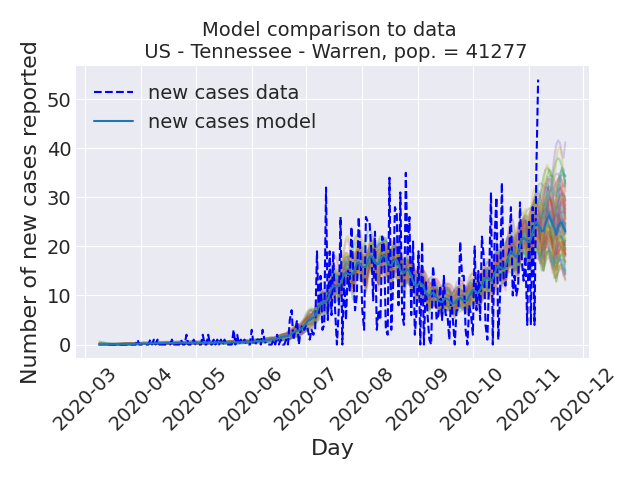 Model comparison to data
US - Tennessee - Warren, pop. = 41277
Number of new cases reported
50
40
30
20
10
0
new cases data
new cases model
2020-03
2020-04
2020-05
2020-06
2020-07
2020-08
2020-09
2020-10
2020-11
2020-12
Day